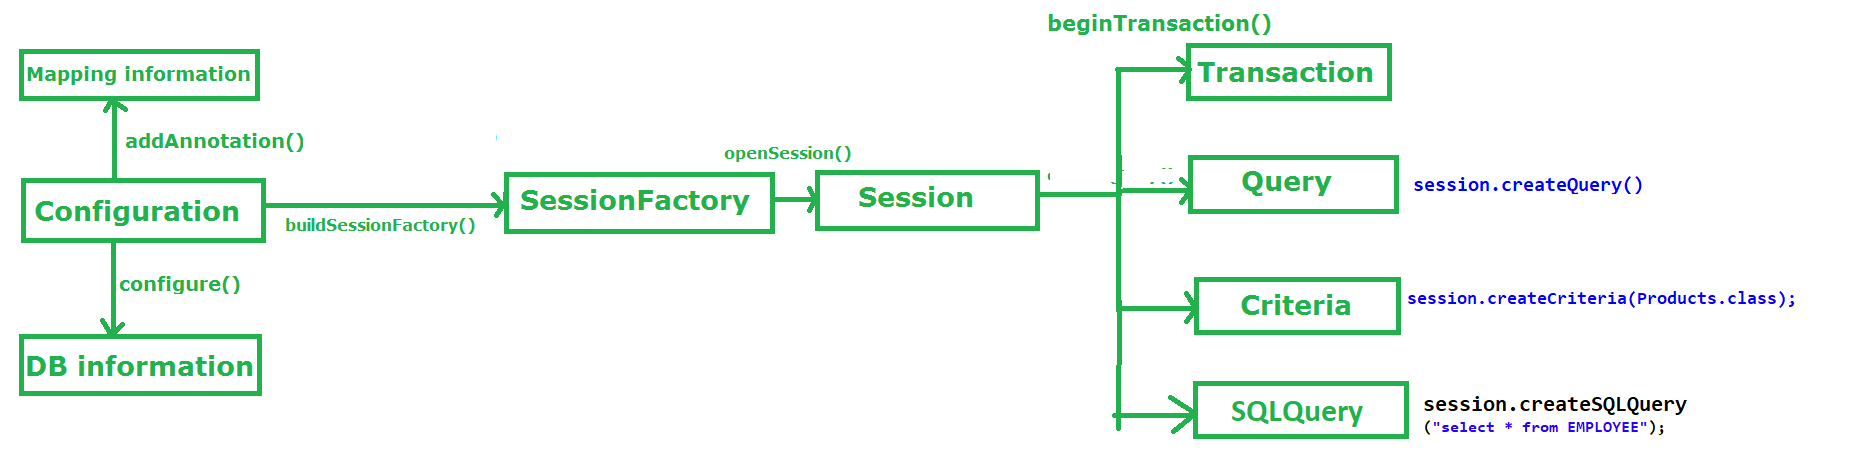 beginTransaction()
Mapping information
Transaction
addAnnotation()
openSession()
Query
session.createQuery()
Configuration
SessionFactory
Session
buildSessionFactory()
configure()
Criteria
session.createCriteria(Products.class);
DB information
SQLQuery
session.createSQLQuery
("select * from EMPLOYEE");